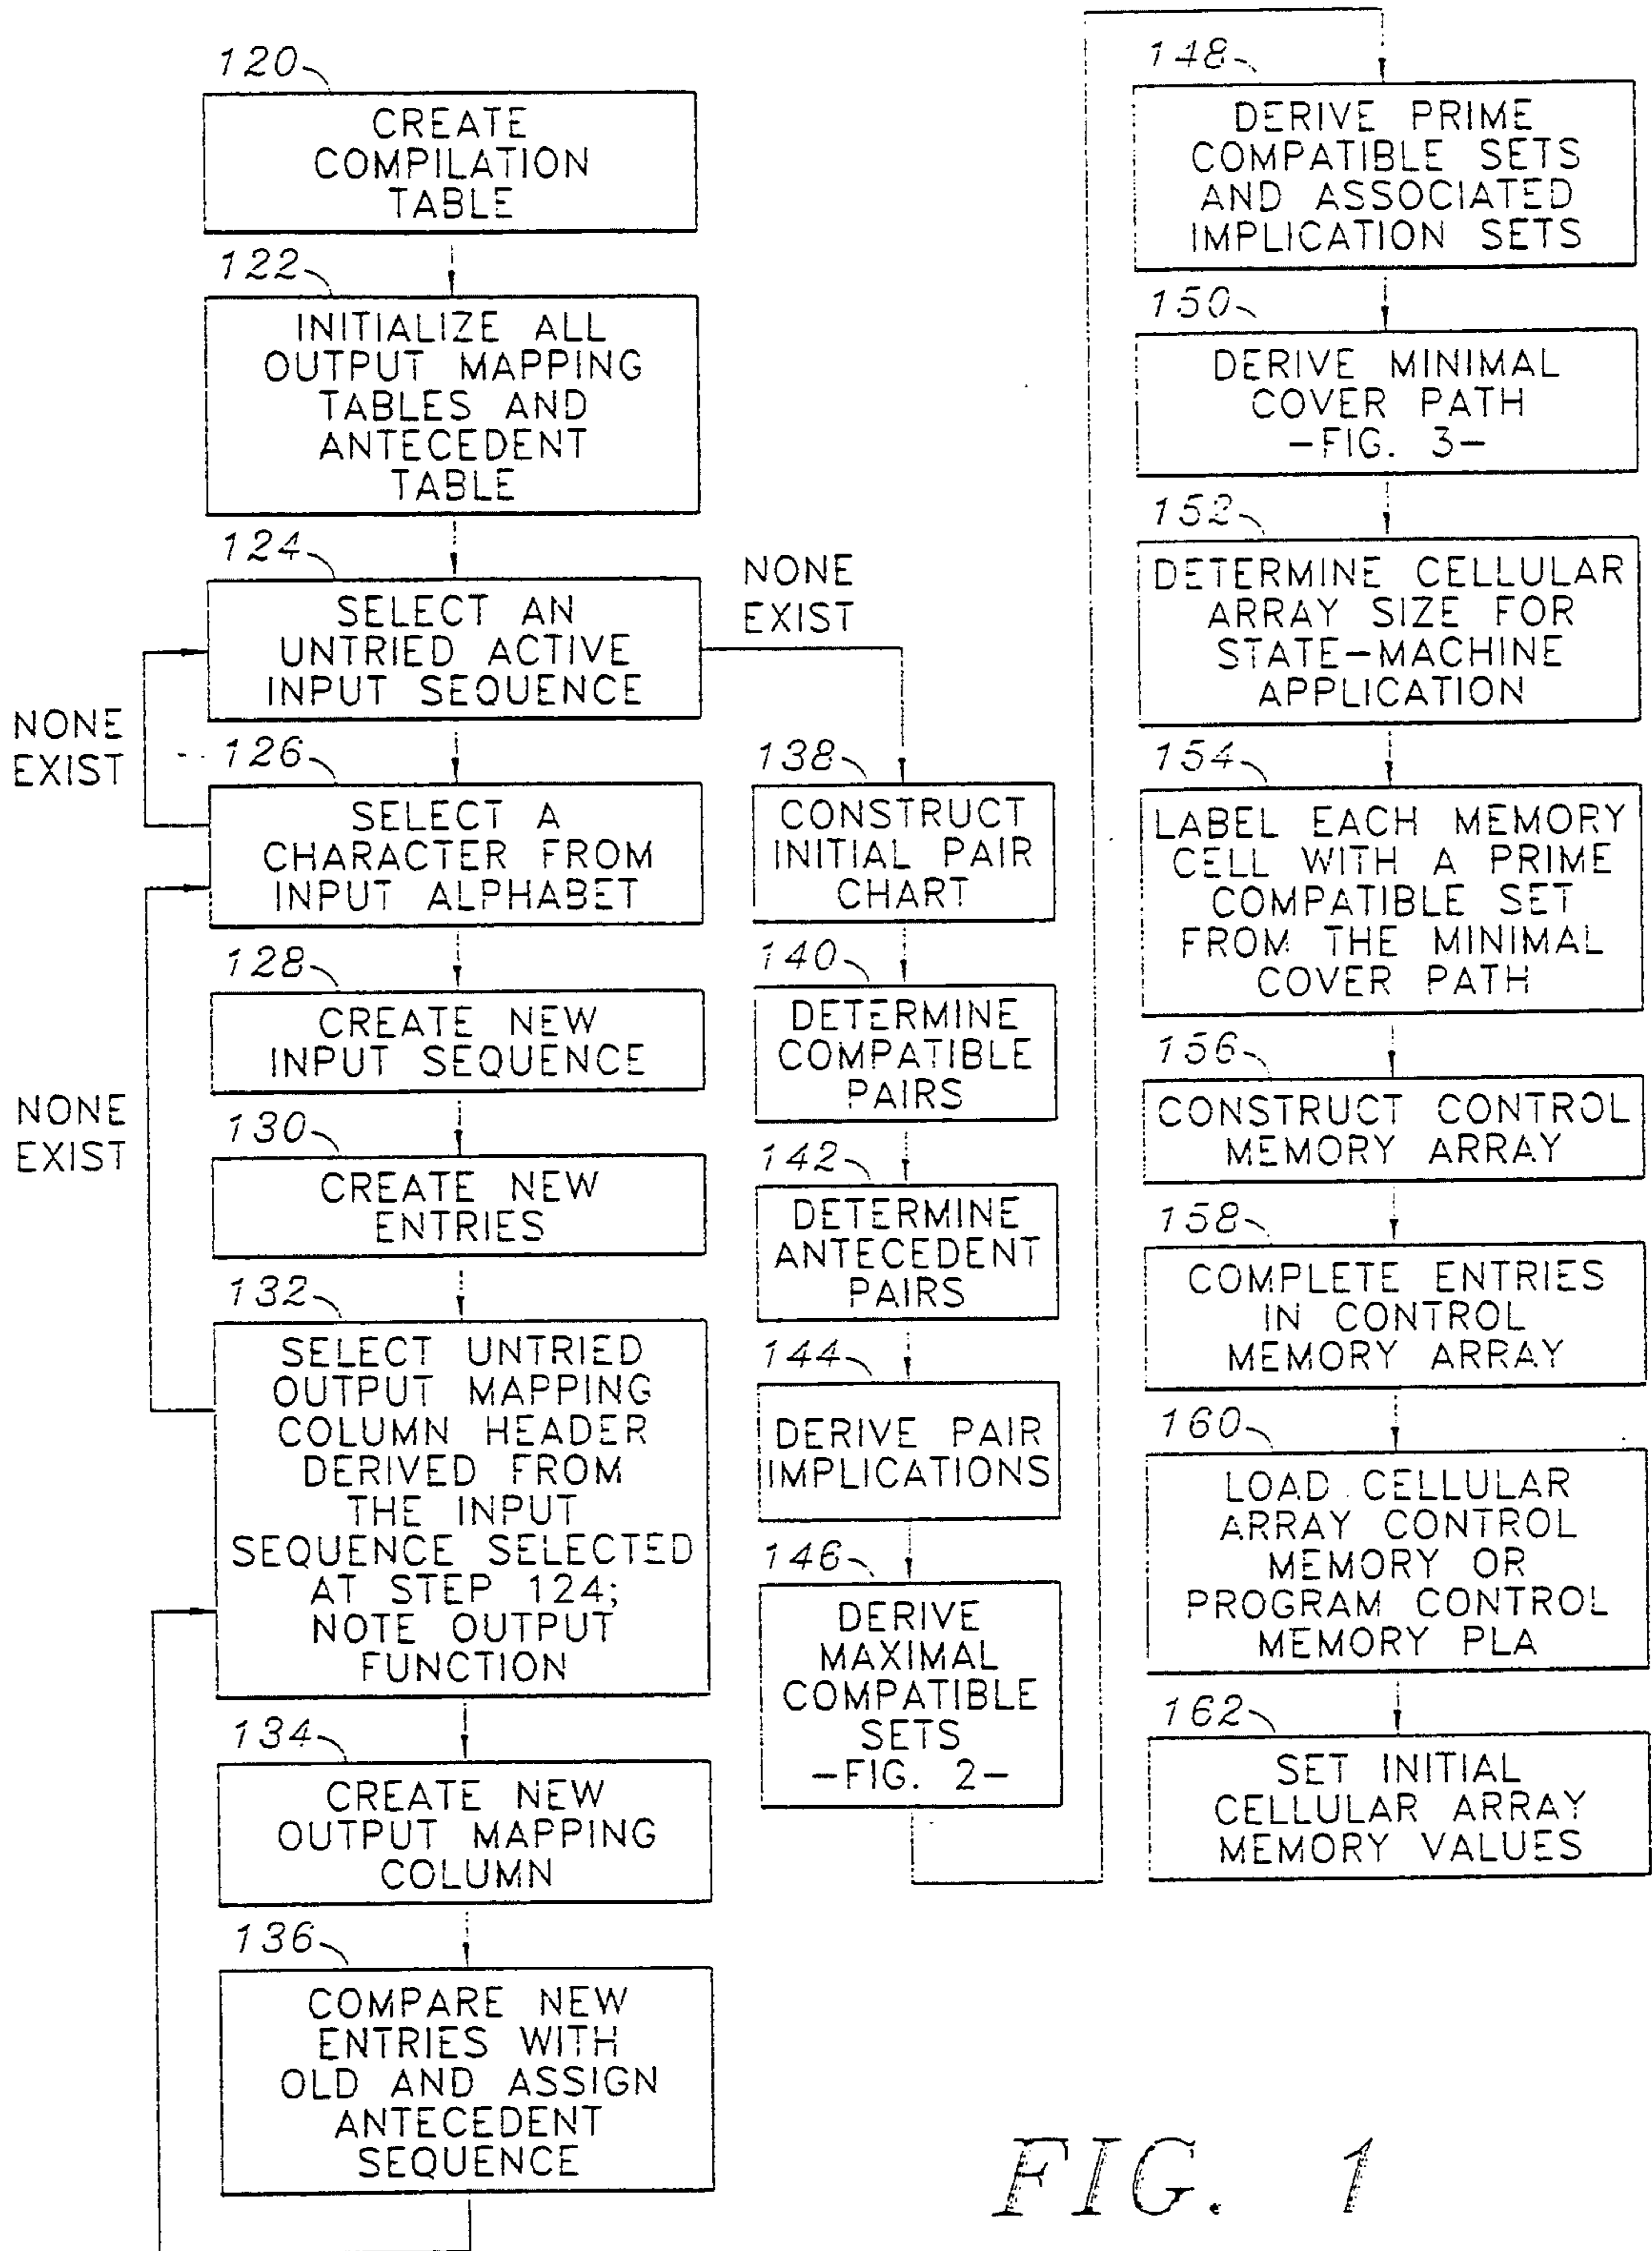 120
CREATE
COMPILATION
TABLE
122
INITIALIZE ALL
OUTPUT MAPPING
TABLES AND
ANTECEDENT
TABLE
124
SELECT AN
UNTRIED ACTIVE
INPUT SEQUENCE
NONE
EXIST
NONE
EXIST
126
SELECT A
CHARACTER FROM
INPUT ALPHABET
128
CREATE NEW
INPUT SEQUENCE
NONE
EXIST
130
CREATE NEW
ENTRIES
132
SELECT UNTRIED
OUTPUT MAPPING
COLUMN HEADER
DERIVED FROM
THE INPUT
SEQUENCE SELECTED
AT STEP 124;
NOTE OUTPUT
FUNCTION
134
CREATE NEW
OUTPUT MAPPING
COLUMN
136
COMPARE NEW
ENTRIES WITH
OLD AND ASSIGN
ANTECEDENT
SEQUENCE
138
CONSTRUCT
INITIAL PAIR
CHART
140
DETERMINE
COMPATIBLE
PAIRS
142
DETERMINE
ANTECEDENT
PAIRS
144
DERIVE PAIR
IMPLICATIONS
146
DERIVE
MAXIMAL
COMPATIBLE
SETS
-FIG. 2-
148
DERIVE PRIME
COMPATIBLE SETS
AND ASSOCIATED
IMPLICATION SETS
150
DERIVE MINIMAL
COVER PATH
-FIG. 3-
152
DETERMINE CELLULAR
ARRAY SIZE FOR
STATE-MACHINE
APPLICATION
154
LABEL EACH MEMORY
CELL WITH A PRIME
COMPATIBLE SET
FROM THE MINIMAL
COVER PATH
156
CONSTRUCT CONTROL
MEMORY ARRAY
158
COMPLETE ENTRIES
IN CONTROL
MEMORY ARRAY
160
LOAD CELLULAR
ARRAY CONTROL
MEMORY OR
PROGRAM CONTROL
MEMORY PLA
162
SET INITIAL
CELLULAR ARRAY
MEMORY VALUES
FIG. 1